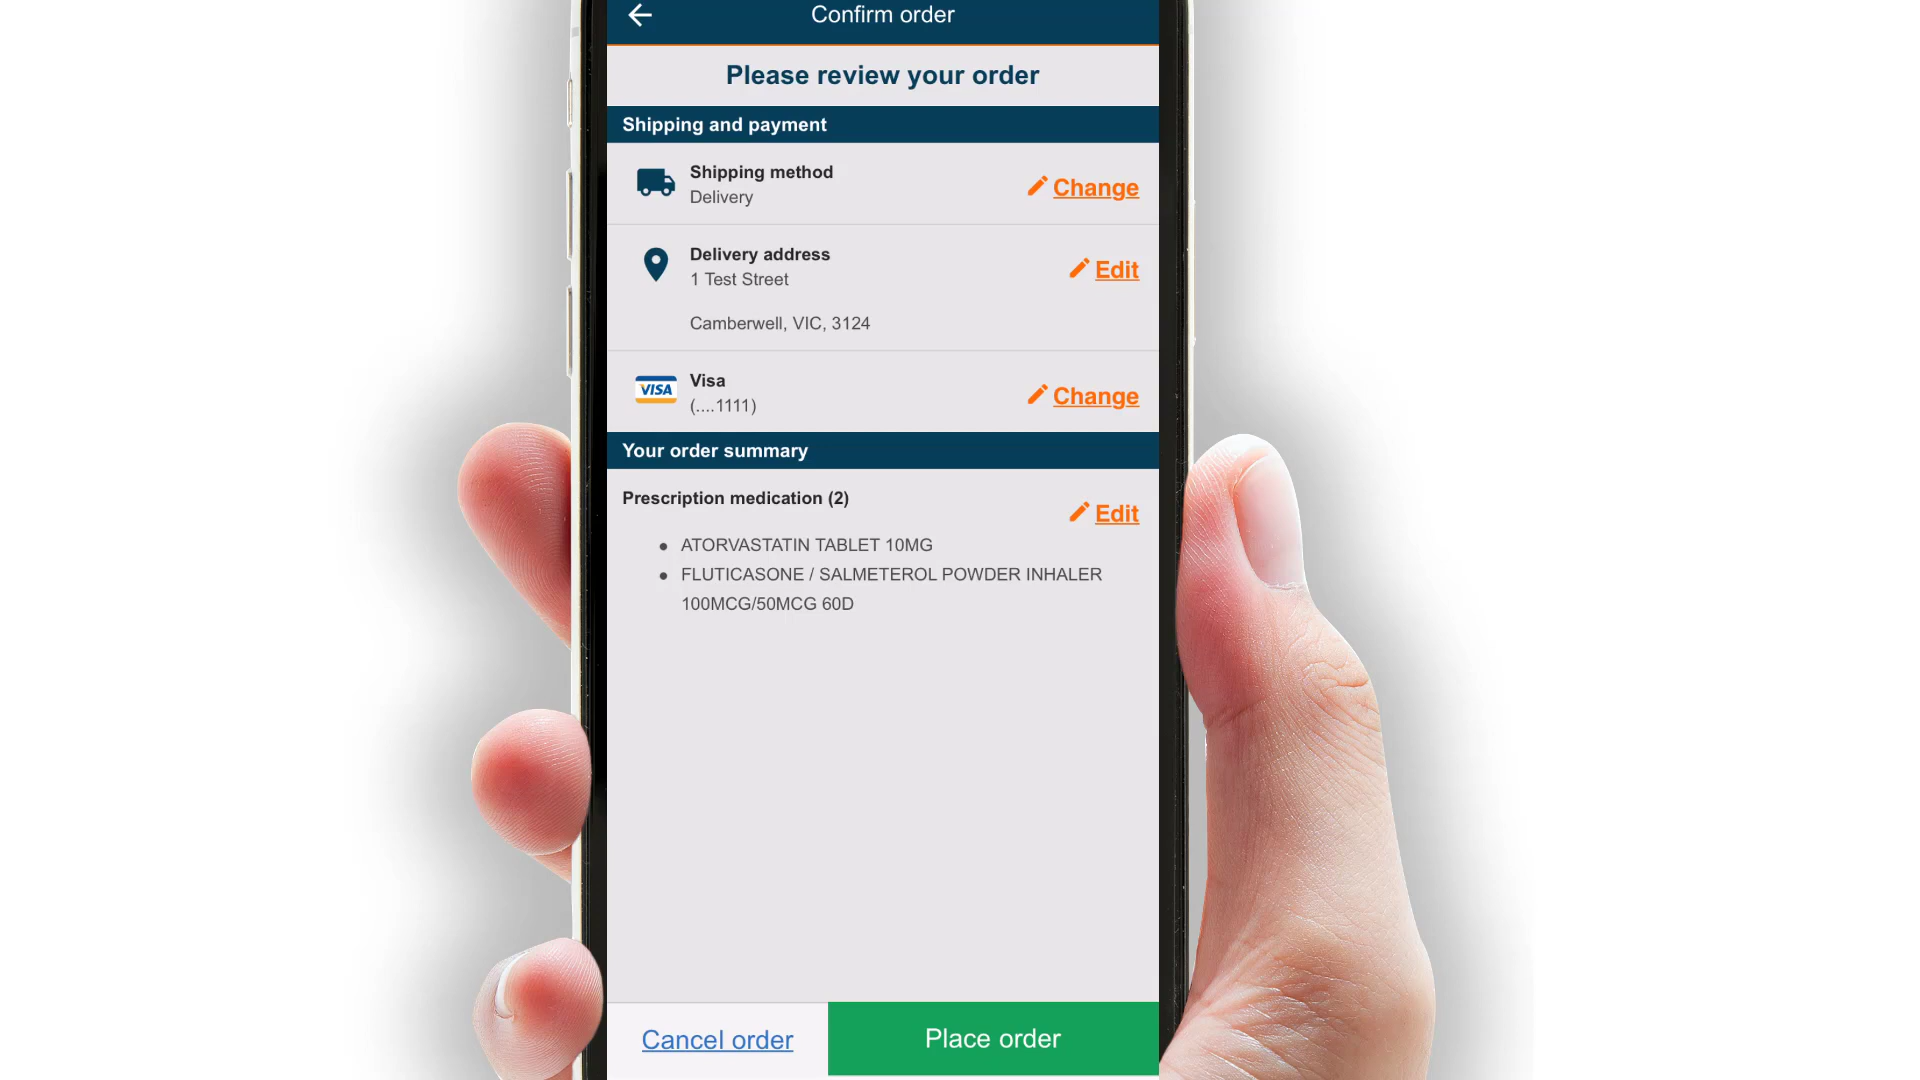 Confirm order
Please review your order
Shipping and payment
Shipping method
Delivery
Change
Delivery address
1 Test Street
Edit
Camberwell, VIC, 3124
VISA
Visa
(....1111)
Change
Your order summary
Prescription medication (2)
Edit
ATORVASTATIN TABLET 10MG
FLUTICASONE / SALMETEROL POWDER INHALER
100MCG/50MCG 60D
Cancel order
Place order